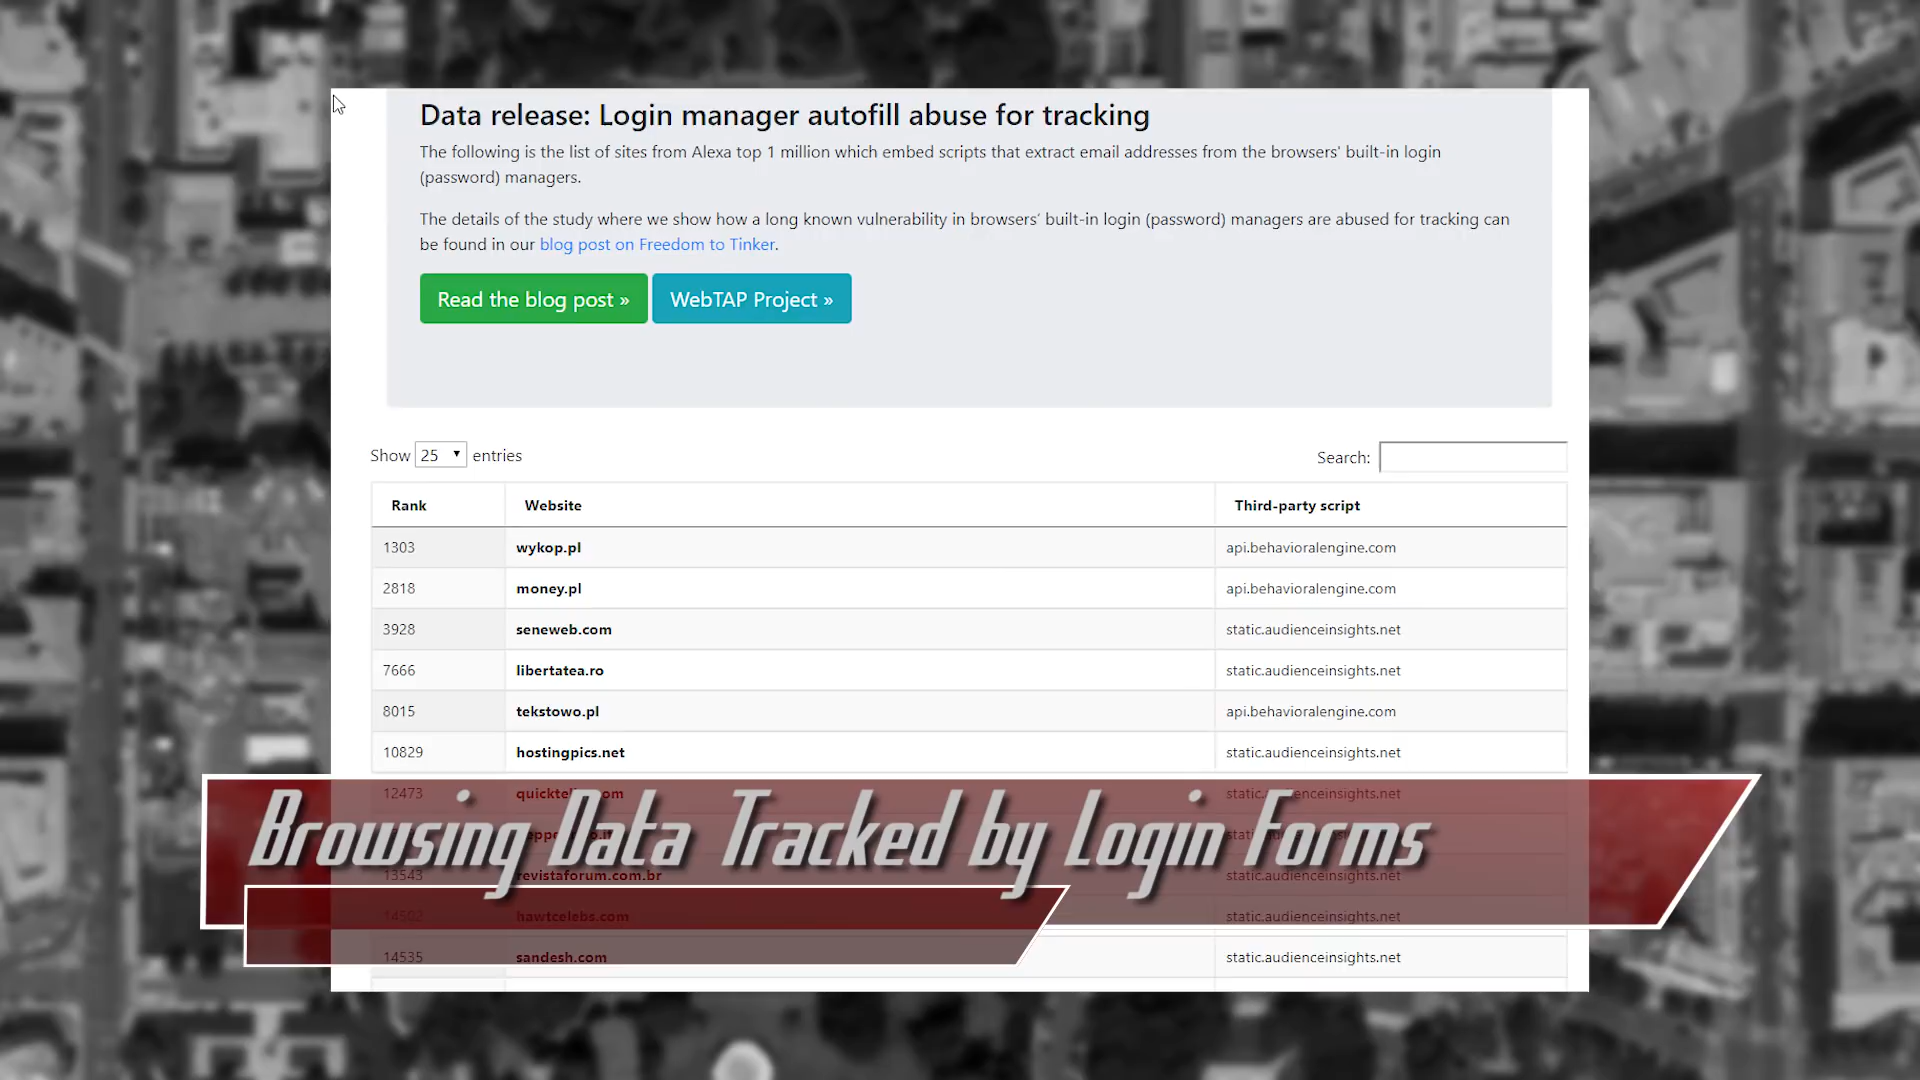 Data release: Login manager autofill abuse for tracking
The following is the list of sites from Alexa top 1 million which embed scripts that extract email addresses from the browsers' built-in login
(password) managers.
The details of the study where we show how a long known vulnerability in browsers’ built-in login (password) managers are abused for tracking can
be found in our blog post on Freedom to Tinker.
Read the blog post » WebTAP Project »
Show 25 entries Search:
Rank Website Third-party script
1303 wykop.pl api.behavioralengine.com
2818 money.pl api.behavioralengine.com
3928 seneweb.com static.audienceinsights.net
7666 libertatea.ro static.audienceinsights.net
8015 tekstowo.pl api.behavioralengine.com
10829 hostingpics.net static.audienceinsights.net
12473 static.audienceinsights.net
Browsing Data Tracked by Login Forms
13543 revistaforum.com.br static.audienceinsights.net
14502 hawtcelebs.com static.audienceinsights.net
14535 sandesh.com static.audienceinsights.net